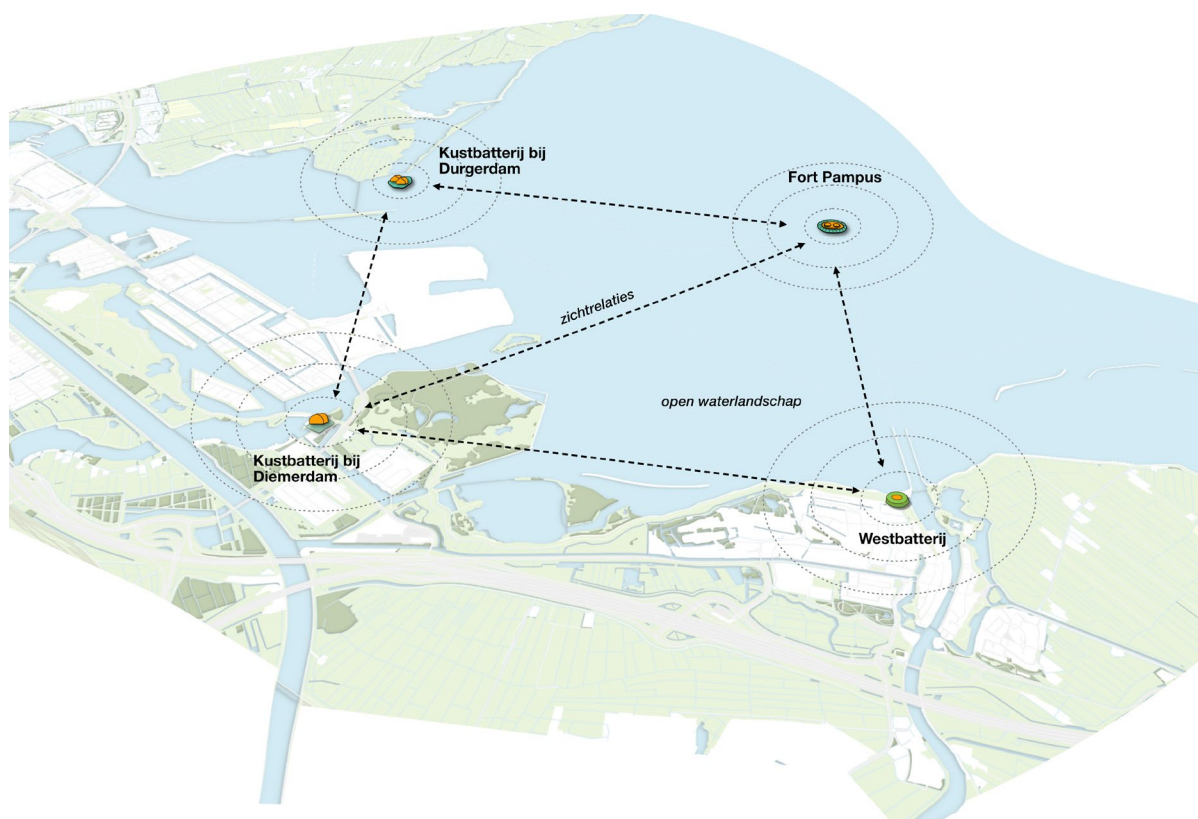 Kustbatterij bij
Durgerdam
Fort Pampus
zichtrelaties
open waterlandschap
Kustbatterij bij
Diemerdam
Westbatterij